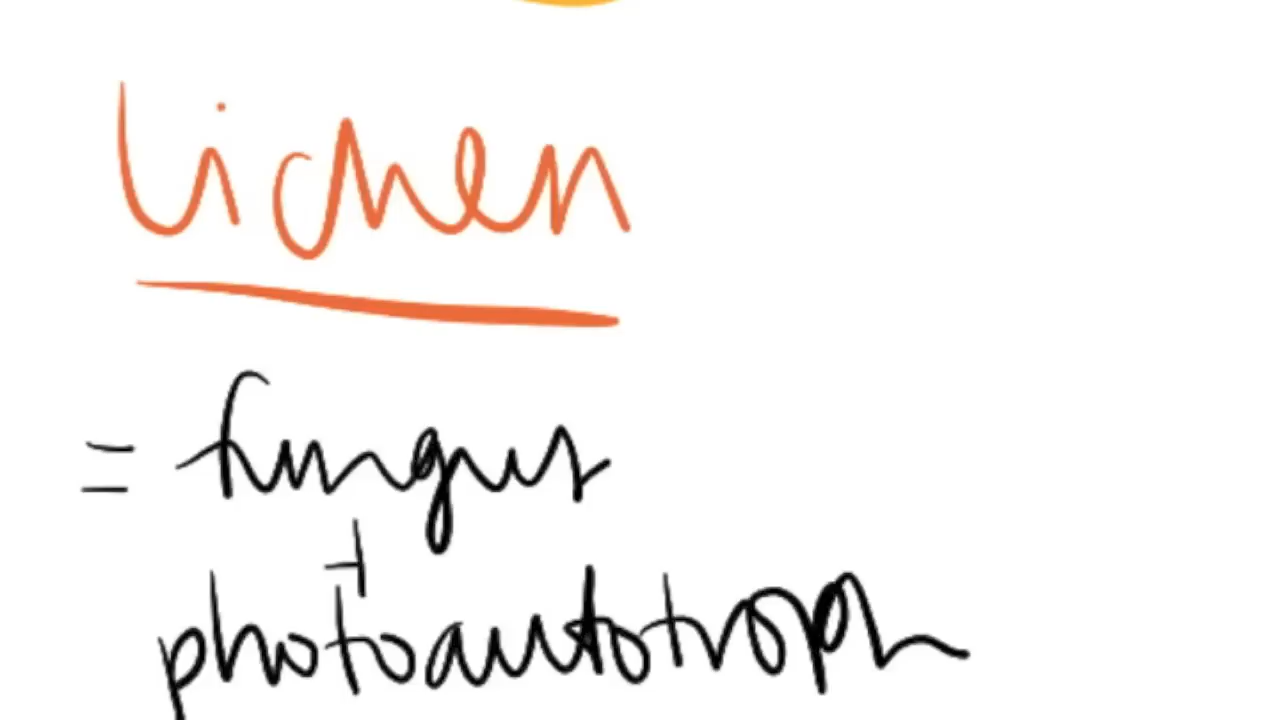 lichen
= fungus
+
photoautotroph